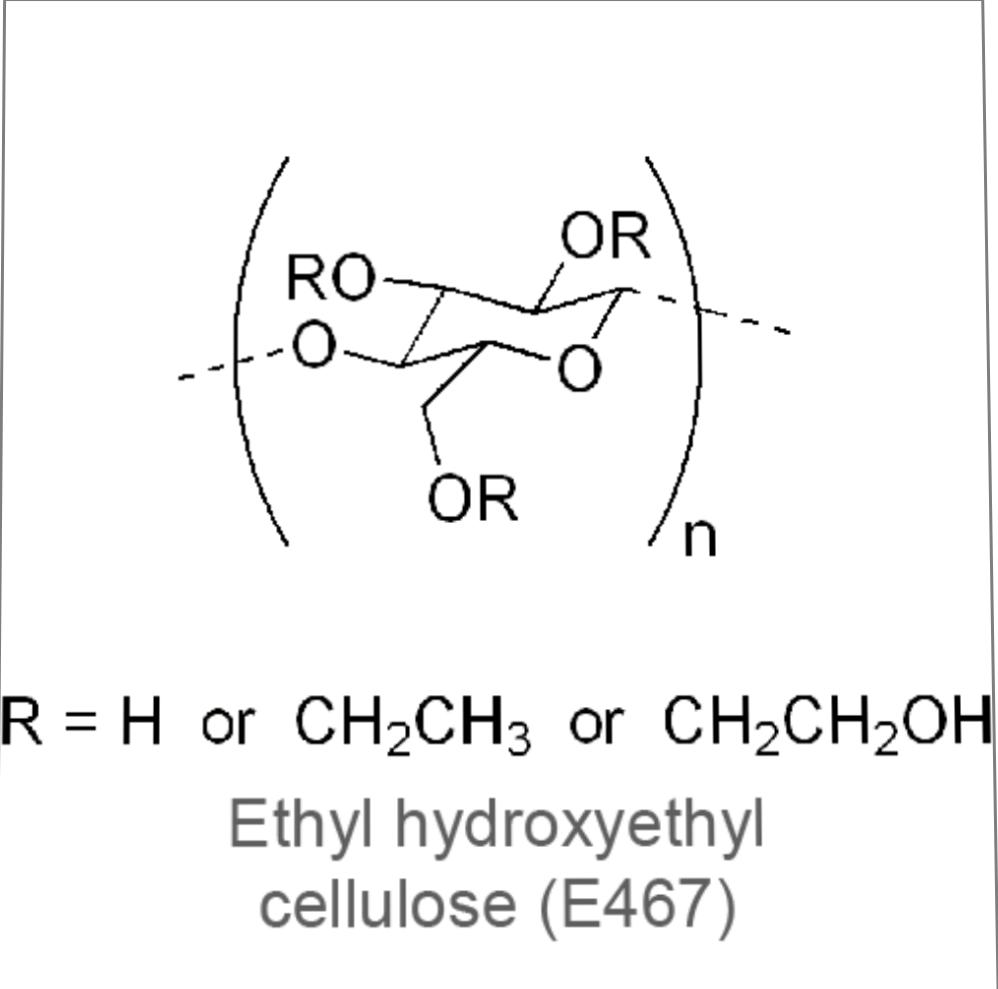 OR
RO
O
O
OR
n
R = H or CH₂CH₃ or CH₂CH₂OH
Ethyl hydroxyethyl
cellulose (E467)